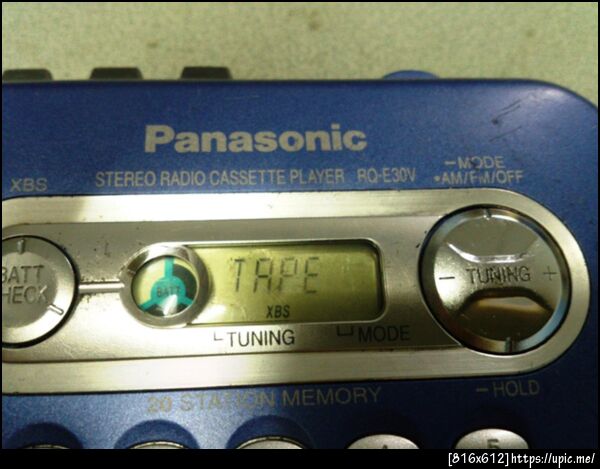 Panasonic
XBS
STEREO RADIO CASSETTE PLAYER RQ-E30V
–MODE
•AM/FM/OFF
BATT
CHECK
BATT
TAPE
XBS
– TUNING +
TUNING MODE
–HOLD
20 STATION MEMORY
[816x612]https://upic.me/